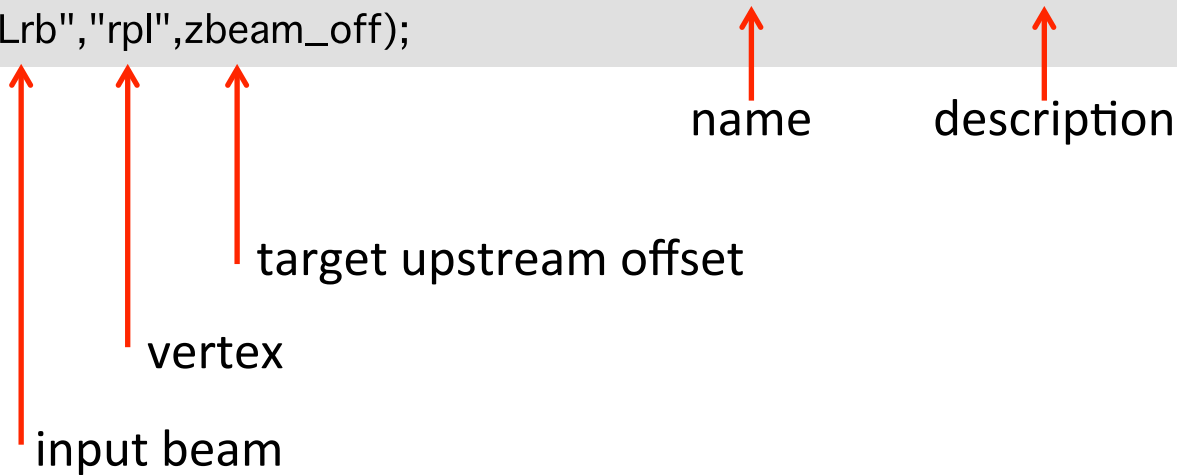 Lrb","rpl",zbeam_off);
name description
target upstream offset
vertex
input beam